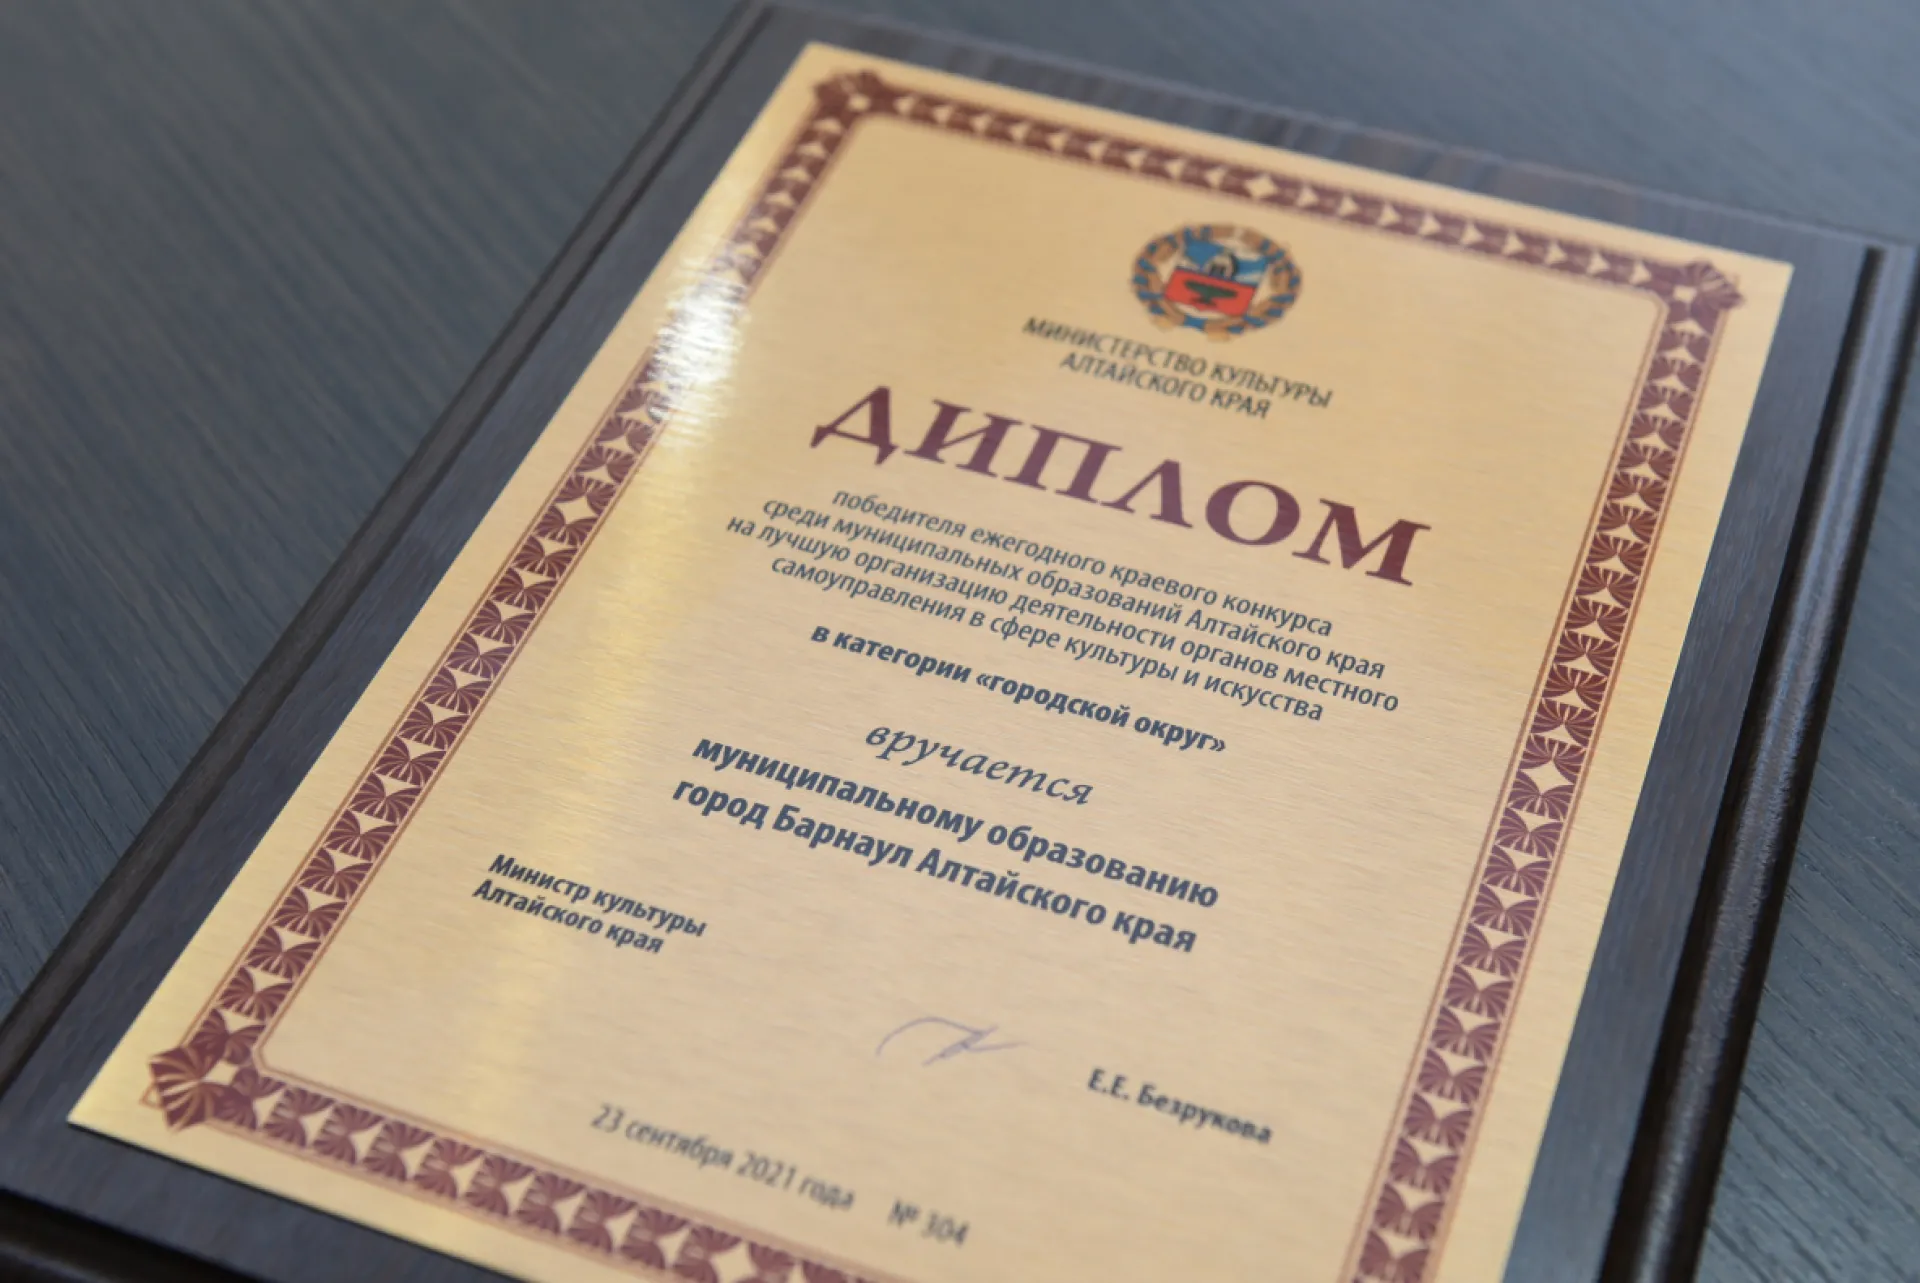 МИНИСТЕРСТВО КУЛЬТУРЫ
АЛТАЙСКОГО КРАЯ
ДИПЛОМ
победителя ежегодного краевого конкурса
среди муниципальных образований Алтайского края
на лучшую организацию деятельности органов местного
самоуправления в сфере культуры и искусства
в категории «городской округ»
вручается
муниципальному образованию
город Барнаул Алтайского края
Министр культуры
Алтайского края
Е.Е. Безрукова
23 сентября 2021 года № 304